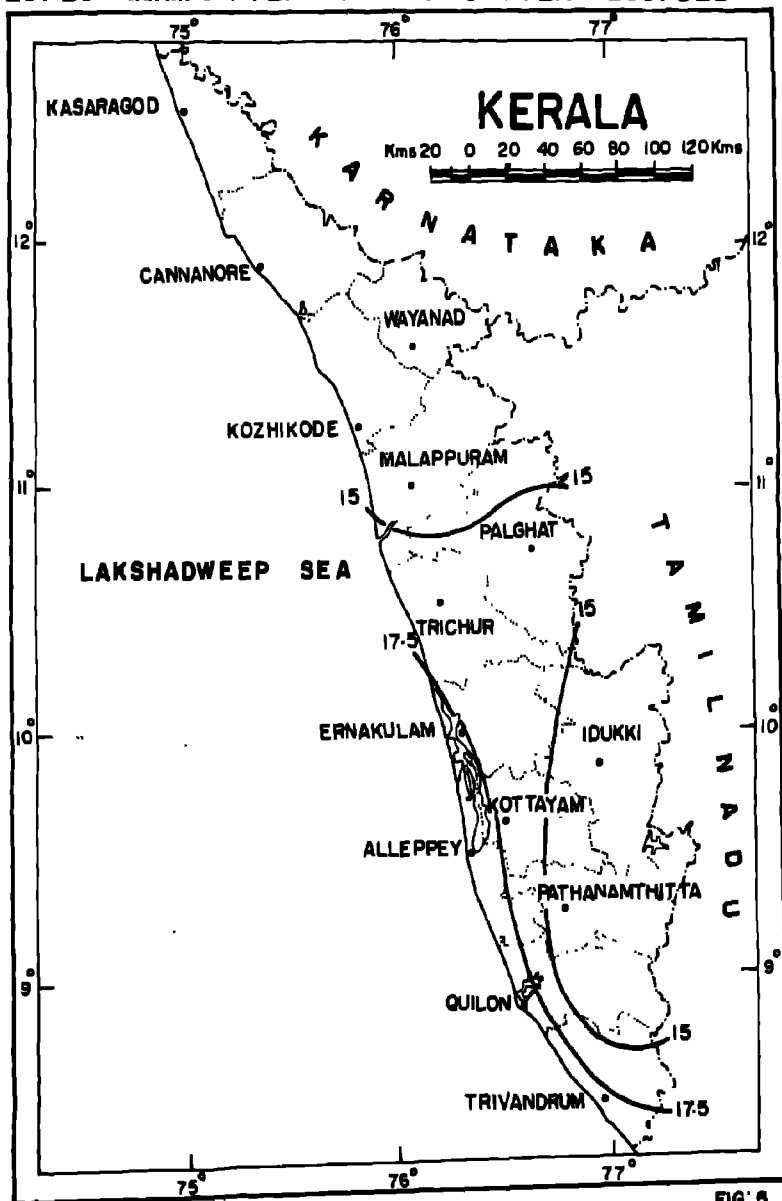 75° 76° 77°
KERALA
KASARAGOD
Kms 20 0 20 40 60 80 100 120 Kms
KARNATAKA
12° 12°
CANNANORE
WAYANAD
KOZHIKODE
MALAPPURAM
11° 15 15 11°
PALGHAT
TAMILNADU
LAKSHADWEEP SEA
15
TRICHUR
17·5
10° ERNAKULAM IDUKKI 10°
KOTTAYAM
ALLEPPEY
PATHANAMTHITTA
9° 9°
QUILON
15
TRIVANDRUM 17·5
75° 76° 77°